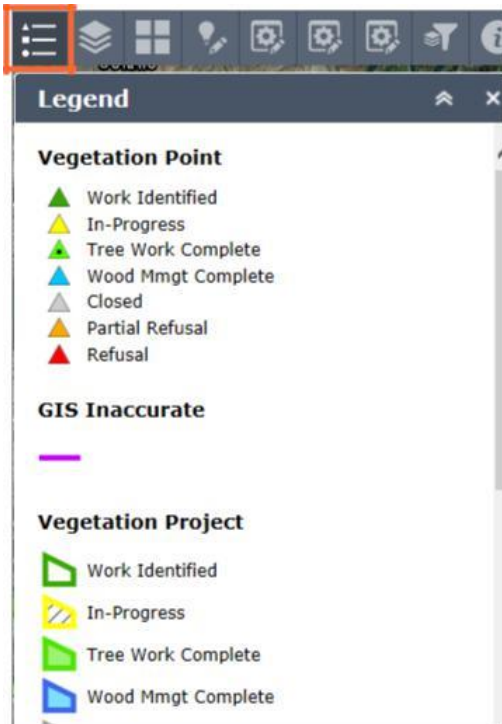 Legend
Vegetation Point
Work Identified
In-Progress
Tree Work Complete
Wood Mmgt Complete
Closed
Partial Refusal
Refusal
GIS Inaccurate
Vegetation Project
Work Identified
In-Progress
Tree Work Complete
Wood Mmgt Complete